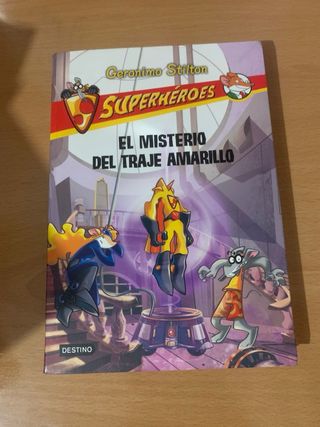 Geronimo Stilton
SUPERHÉROES
EL MISTERIO
DEL TRAJE AMARILLO
DESTINO